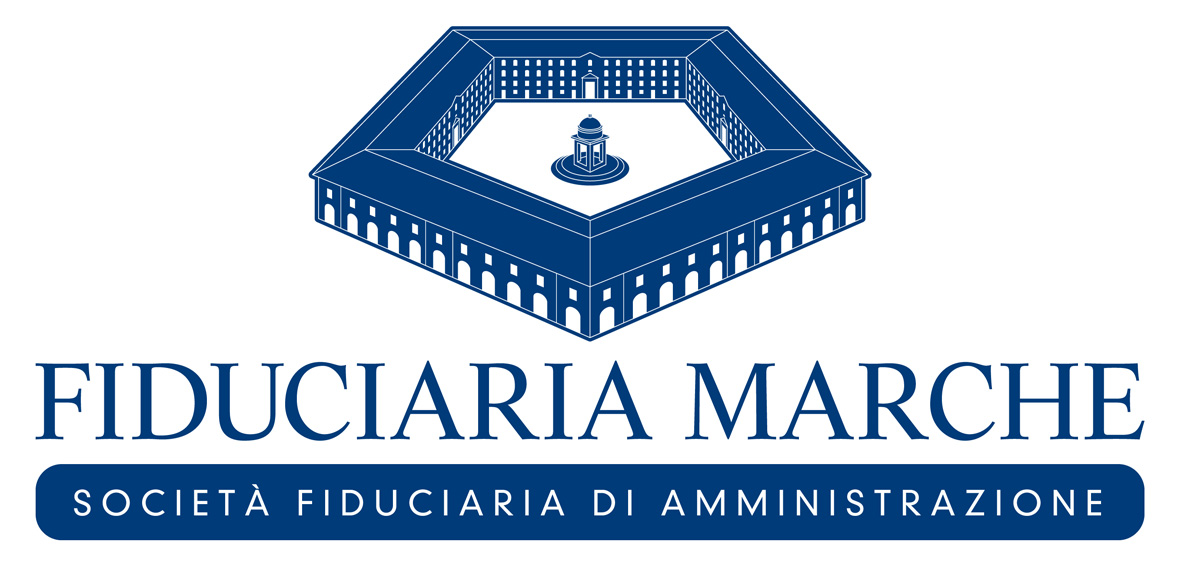 FIDUCIARIA MARCHE
SOCIETÀ FIDUCIARIA DI AMMINISTRAZIONE